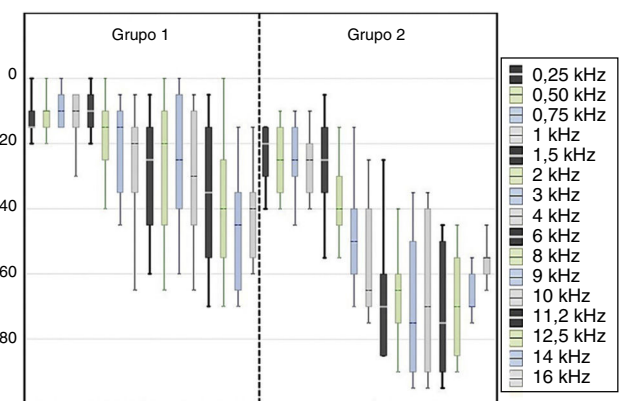 Grupo 1
Grupo 2
0
20
40
60
80
0,25 kHz
0,50 kHz
0,75 kHz
1 kHz
1,5 kHz
2 kHz
3 kHz
4 kHz
6 kHz
8 kHz
9 kHz
10 kHz
11,2 kHz
12,5 kHz
14 kHz
16 kHz